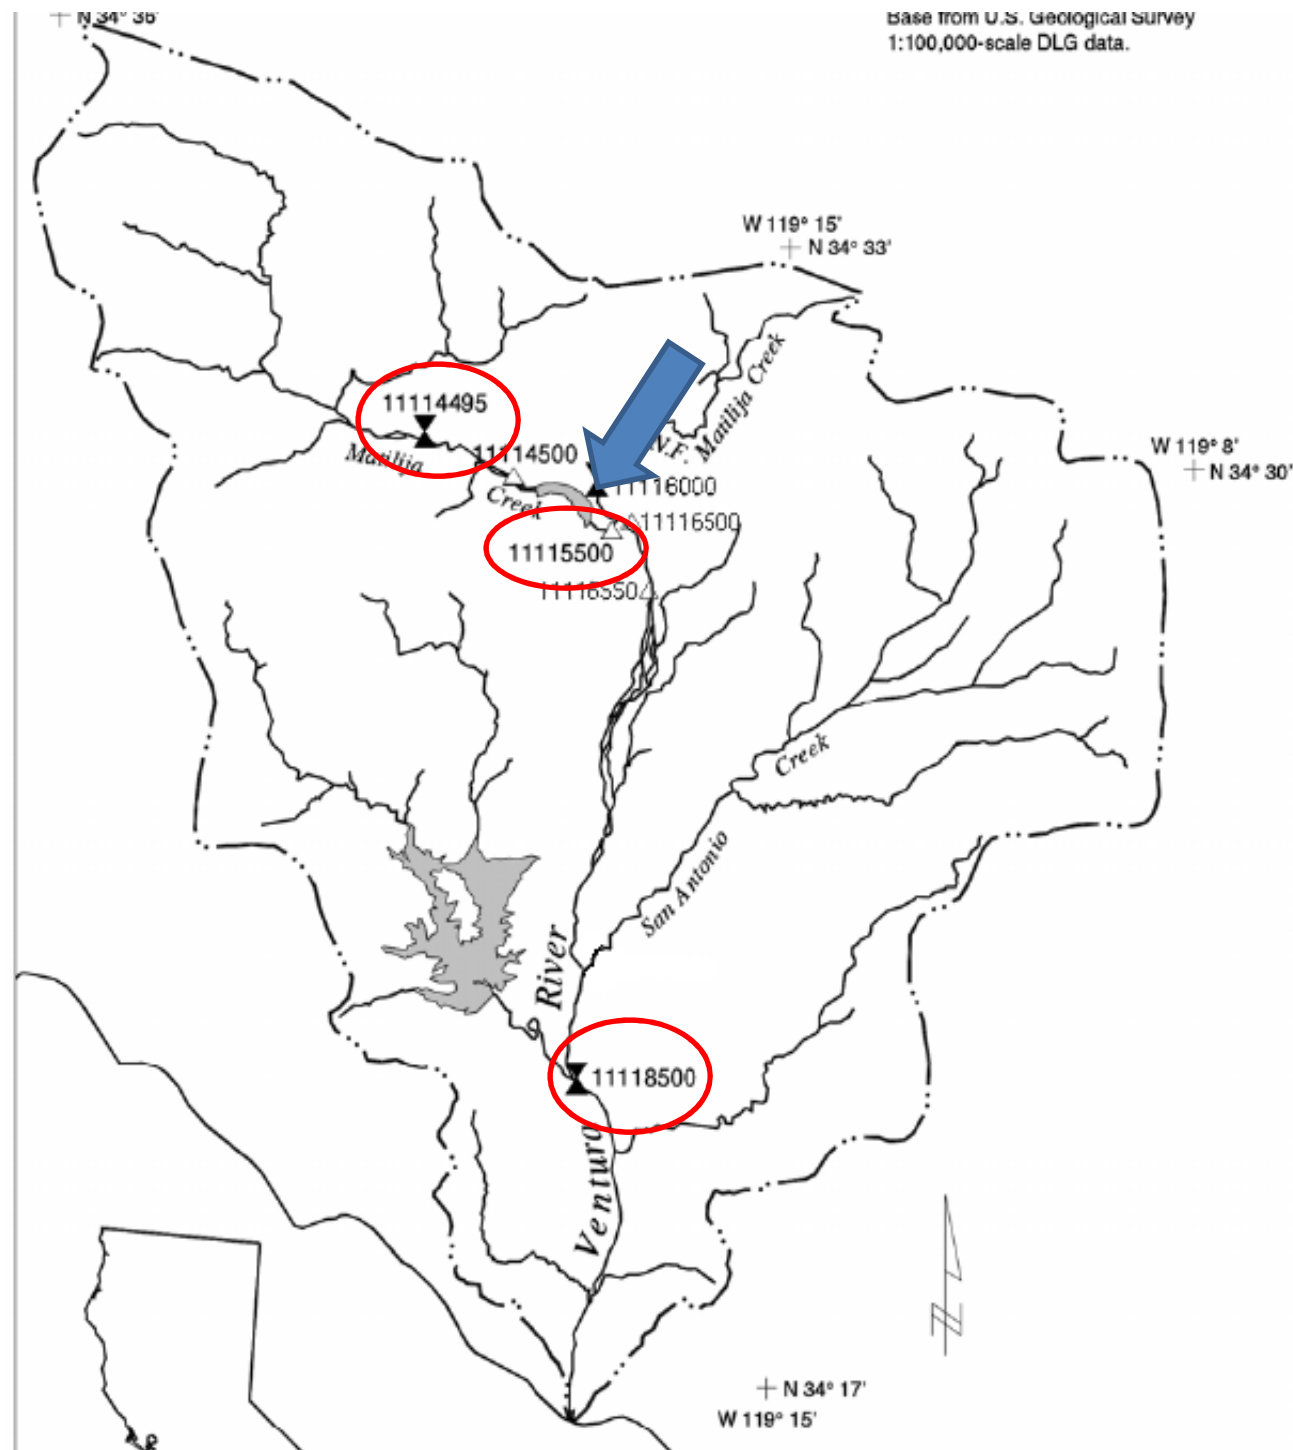 N 34° 36'
Base from U.S. Geological Survey
1:100,000-scale DLG data.
W 119° 15'
N 34° 33'
11114495
Matilija
Creek
11114500
N.F. Matilija Creek
W 119° 8'
N 34° 30'
11116000
11116500
11115500
San Antonio
Creek
River
11118500
Ventura
N 34° 17'
W 119° 15'